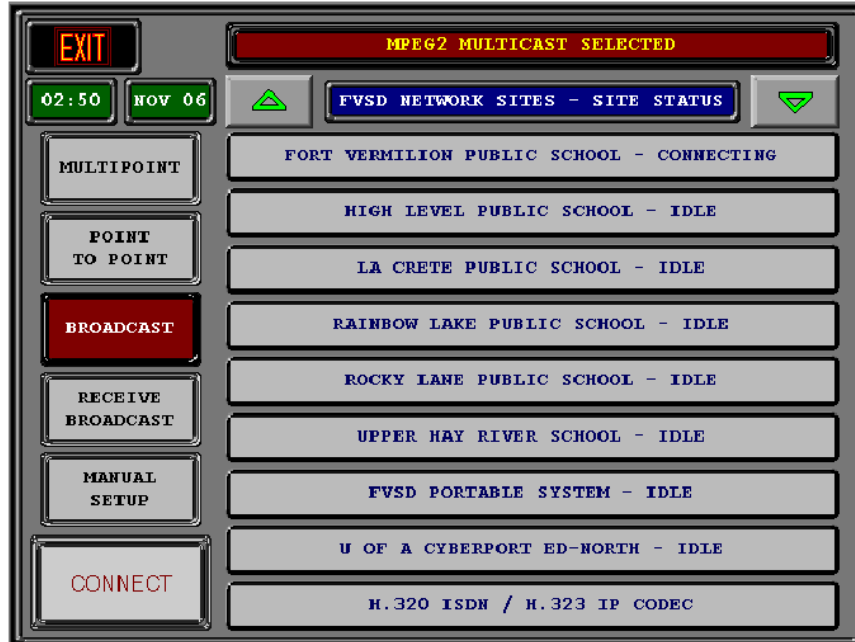 EXIT
MPEG2 MULTICAST SELECTED
02:50
NOV 06
FVSD NETWORK SITES - SITE STATUS
MULTIPOINT
POINT
TO POINT
BROADCAST
RECEIVE
BROADCAST
MANUAL
SETUP
CONNECT
FORT VERMILION PUBLIC SCHOOL - CONNECTING
HIGH LEVEL PUBLIC SCHOOL - IDLE
LA CRETE PUBLIC SCHOOL - IDLE
RAINBOW LAKE PUBLIC SCHOOL - IDLE
ROCKY LANE PUBLIC SCHOOL - IDLE
UPPER HAY RIVER SCHOOL - IDLE
FVSD PORTABLE SYSTEM - IDLE
U OF A CYBERPORT ED-NORTH - IDLE
H.320 ISDN / H.323 IP CODEC